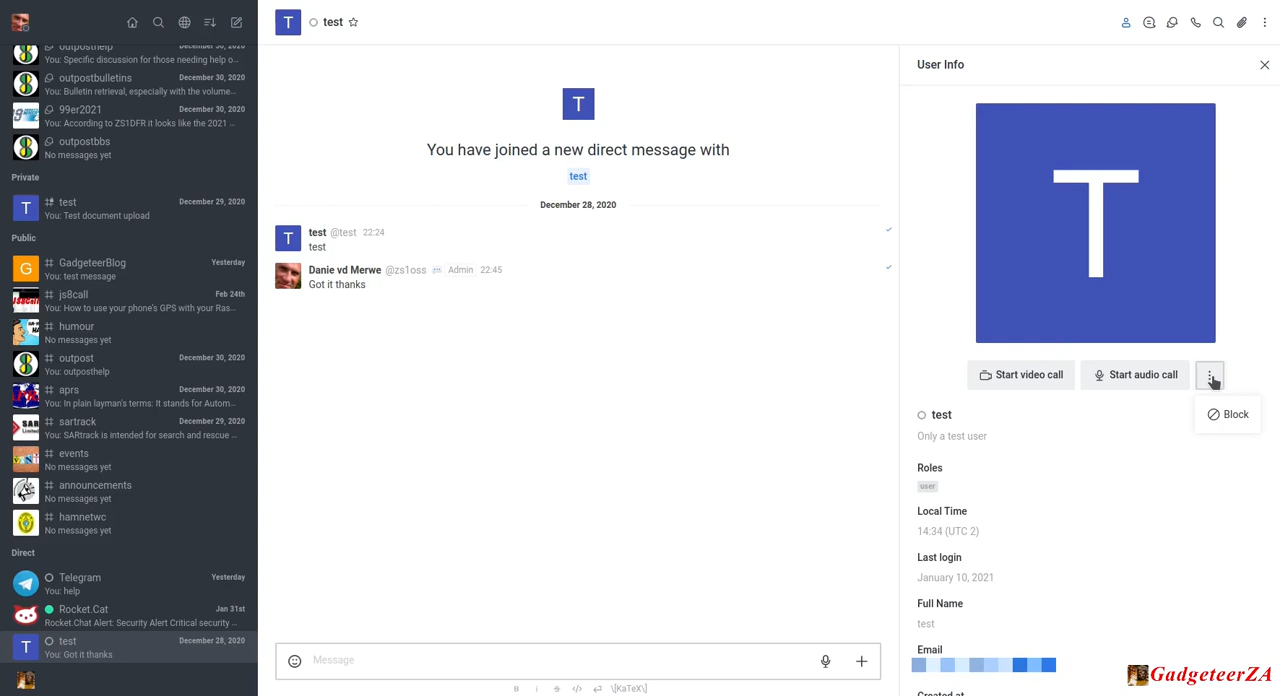 outposthelp December 30, 2020
You: Specific discussion for those needing help o...
outpostbulletins December 30, 2020
You: Bulletin retrieval, especially with the volume...
99er2021 December 30, 2020
You: According to ZS1DFR it looks like the 2021 ...
outpostbbs
No messages yet
Private
T test December 29, 2020
You: Test document upload
Public
G GadgeteerBlog Yesterday
You: test message
js8call Feb 24th
You: How to use your phone's GPS with your Ras...
humour
No messages yet
outpost December 30, 2020
You: outposthelp
aprs December 30, 2020
You: In plain layman's terms: It stands for Autom...
sartrack December 29, 2020
You: SARtrack is intended for search and rescue ...
events
No messages yet
announcements
No messages yet
hamnetwc
No messages yet
Direct
Telegram Yesterday
You: help
Rocket.Cat Jan 31st
Rocket.Chat Alert: Security Alert Critical security ...
T test December 28, 2020
You: Got it thanks
T test
T
You have joined a new direct message with
test
December 28, 2020
T test @test 22:24
test
Danie vd Merwe @zs1oss Admin 22:45
Got it thanks
Message
B i S </> \[KaTeX\]
User Info
T
Start video call Start audio call
Block
test
Only a test user
Roles
user
Local Time
14:34 (UTC 2)
Last login
January 10, 2021
Full Name
test
Email
Created at
GadgeteerZA